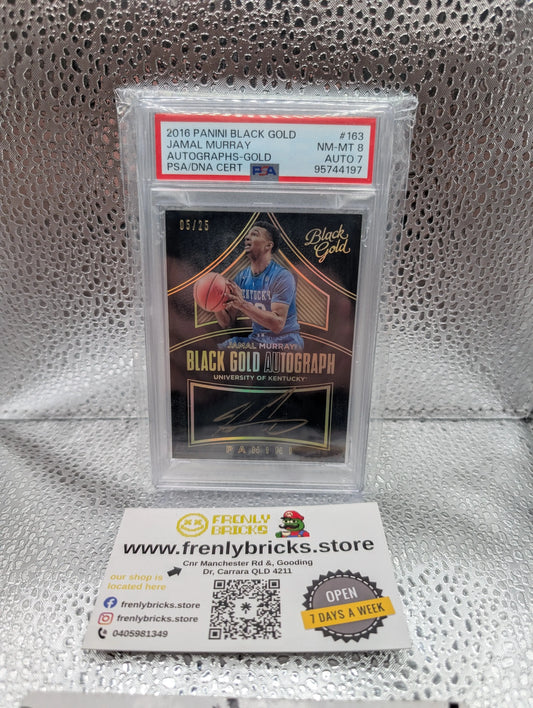 2016 PANINI BLACK GOLD #163
JAMAL MURRAY NM-MT 8
AUTOGRAPHS-GOLD AUTO 7
PSA/DNA CERT PSA 95744197
05/25
Black Gold
KENTUCKY
JAMAL MURRAY
BLACK GOLD AUTOGRAPH
UNIVERSITY OF KENTUCKY
PANINI
FRENLY
BRICKS
www.frenlybricks.store
Cnr Manchester Rd &, Gooding
Dr, Carrara QLD 4211
our shop is
located here
frenlybricks.store
frenlybricks.store
0405981349
OPEN
7 DAYS A WEEK